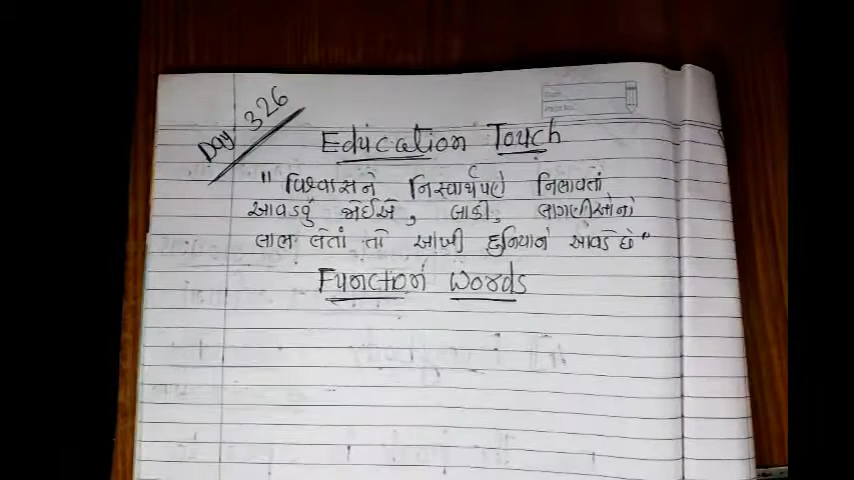 Day 326
Education Touch
"વિશ્વાસને નિસ્વાર્થપણે નિભાવતાં
આવડવું જોઈએ, બાકી, લાગણીઓનો
લાભ લેતાં તો આખી દુનિયાને આવડે છે"
Function Words